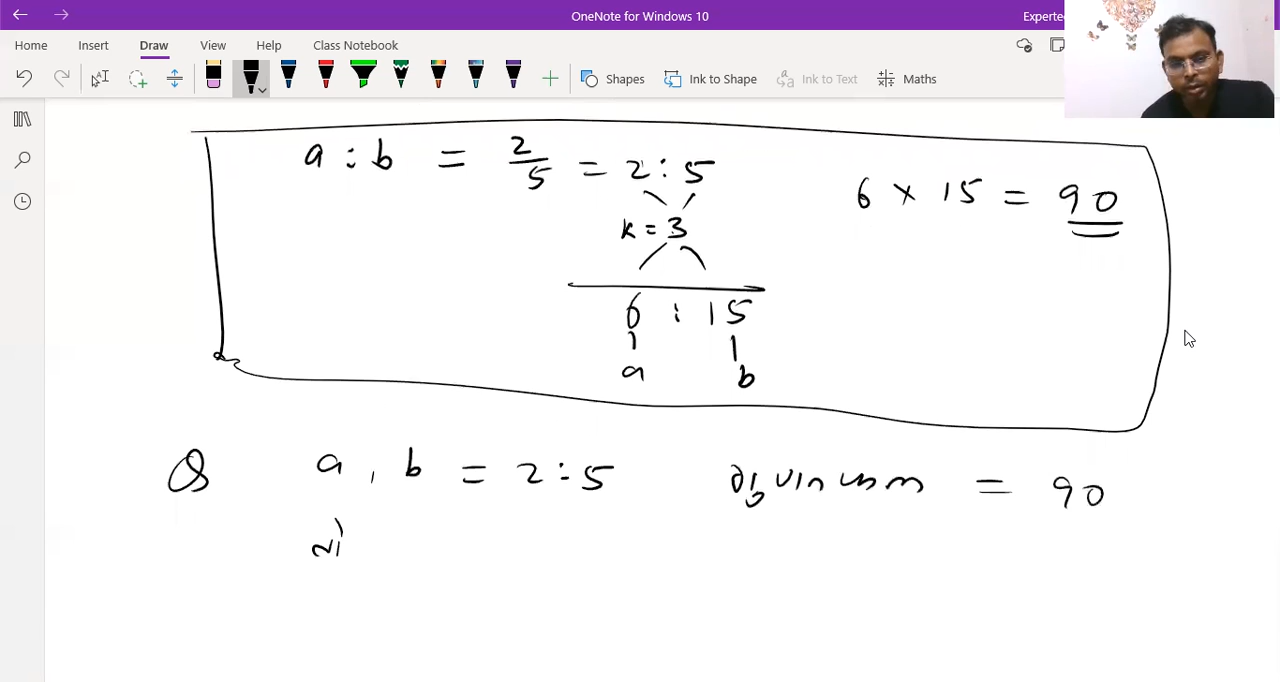 OneNote for Windows 10
Experte
Home Insert Draw View Help Class Notebook
Shapes Ink to Shape Ink to Text Maths
a : b = 2/5 = 2 : 5
6 × 15 = 90
K = 3
6 : 15
a b
Q a, b = 2 : 5 = 90